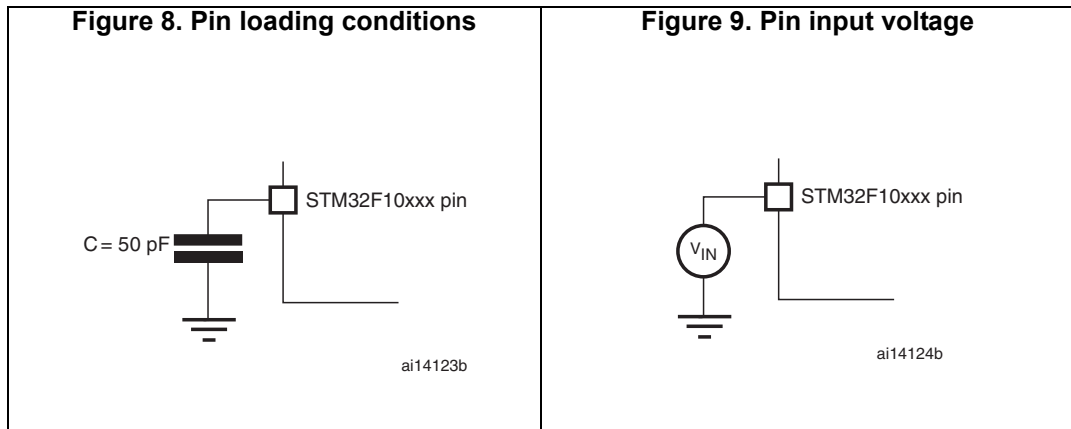 Figure 8. Pin loading conditions
Figure 9. Pin input voltage
STM32F10xxx pin
C = 50 pF
ai14123b
STM32F10xxx pin
VIN
ai14124b